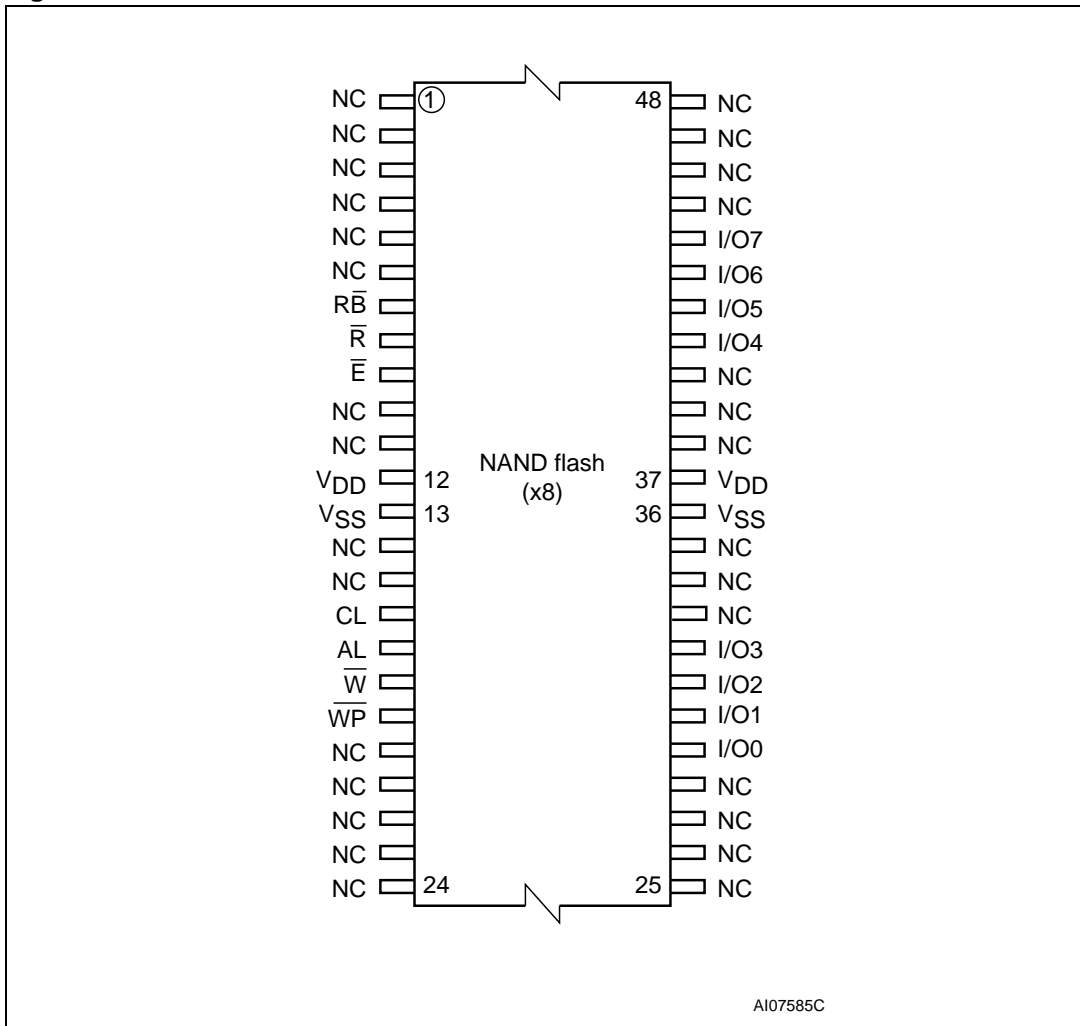 NC 1 48 NC
NC NC
NC NC
NC NC
NC I/O7
NC I/O6
RB̅ I/O5
R̅ I/O4
E̅ NC
NC NC
NC NC
NAND flash
(x8)
VDD 12 37 VDD
VSS 13 36 VSS
NC NC
NC NC
CL NC
AL I/O3
W̅ I/O2
W̅P̅ I/O1
NC I/O0
NC NC
NC NC
NC NC
NC 24 25 NC
AI07585C